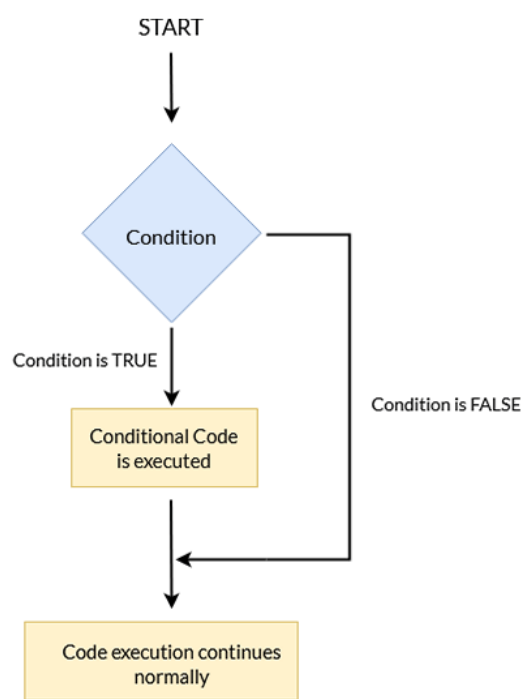 START
Condition
Condition is TRUE
Condition is FALSE
Conditional Code
is executed
Code execution continues
normally